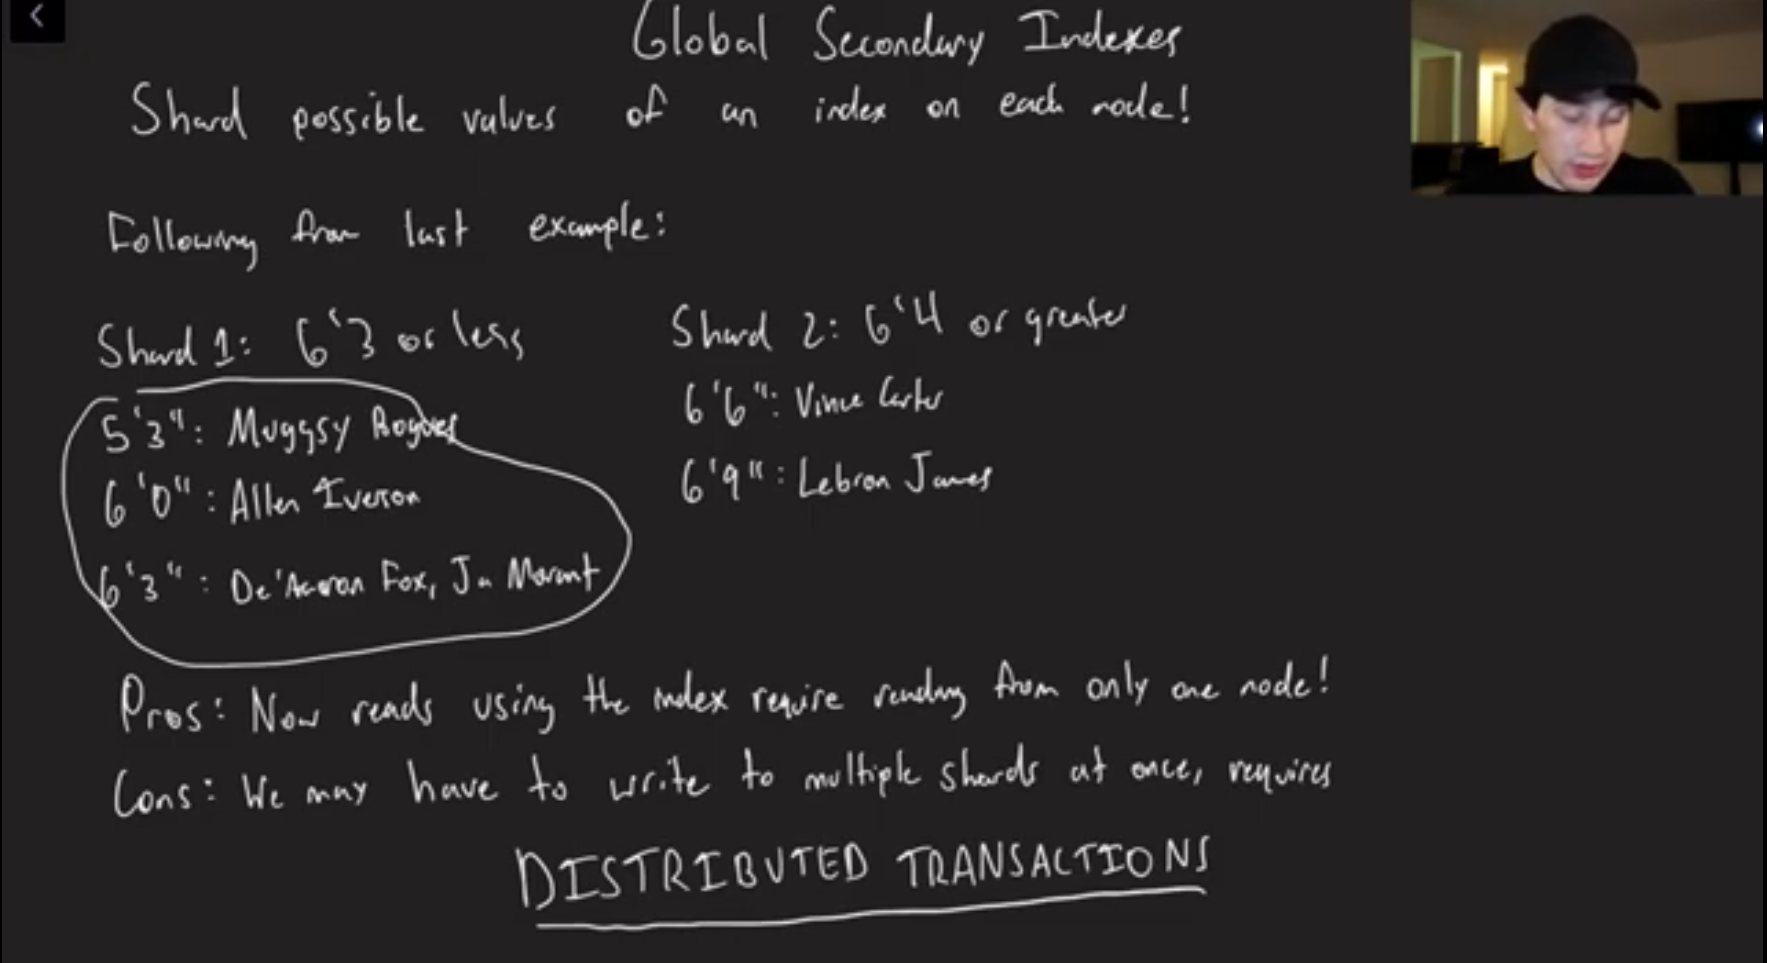 Global Secondary Indexes
Shard possible values of an index on each node!
Following from last example:
Shard 1: 6'3 or less
5'3": Muggsy Bogues
6'0": Allen Iverson
6'3": De'Aaron Fox, Ja Morant
Shard 2: 6'4 or greater
6'6": Vince Carter
6'9": Lebron James
Pros: Now reads using the index require reading from only one node!
Cons: We may have to write to multiple shards at once, requires
DISTRIBUTED TRANSACTIONS